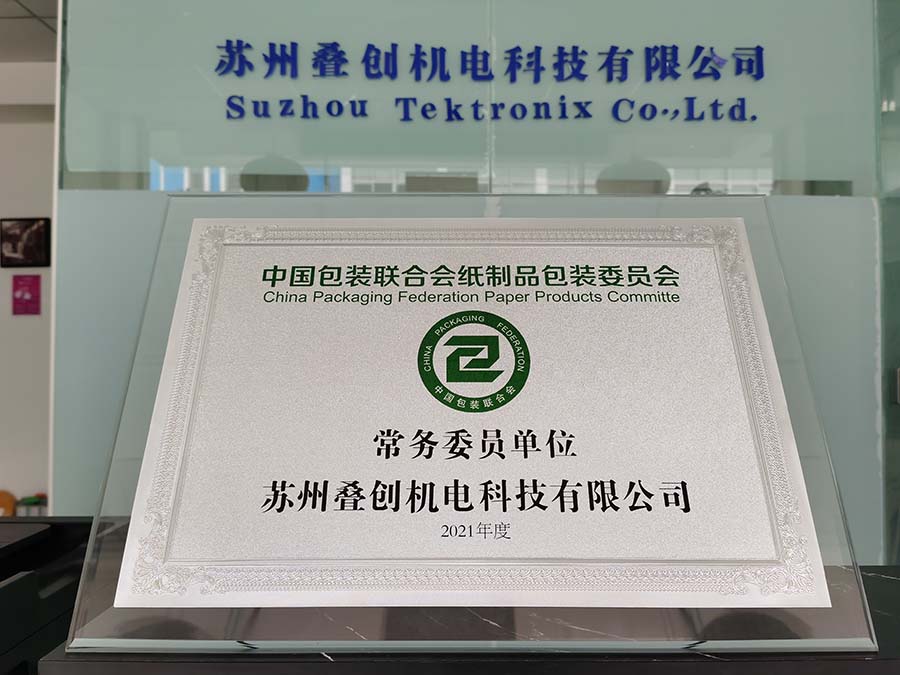 苏州叠创机电科技有限公司
Suzhou Tektronix Co.,Ltd.
中国包装联合会纸制品包装委员会
China Packaging Federation Paper Products Committe
CHINA PACKAGING FEDERATION
中国包装联合会
常务委员单位
苏州叠创机电科技有限公司
2021年度